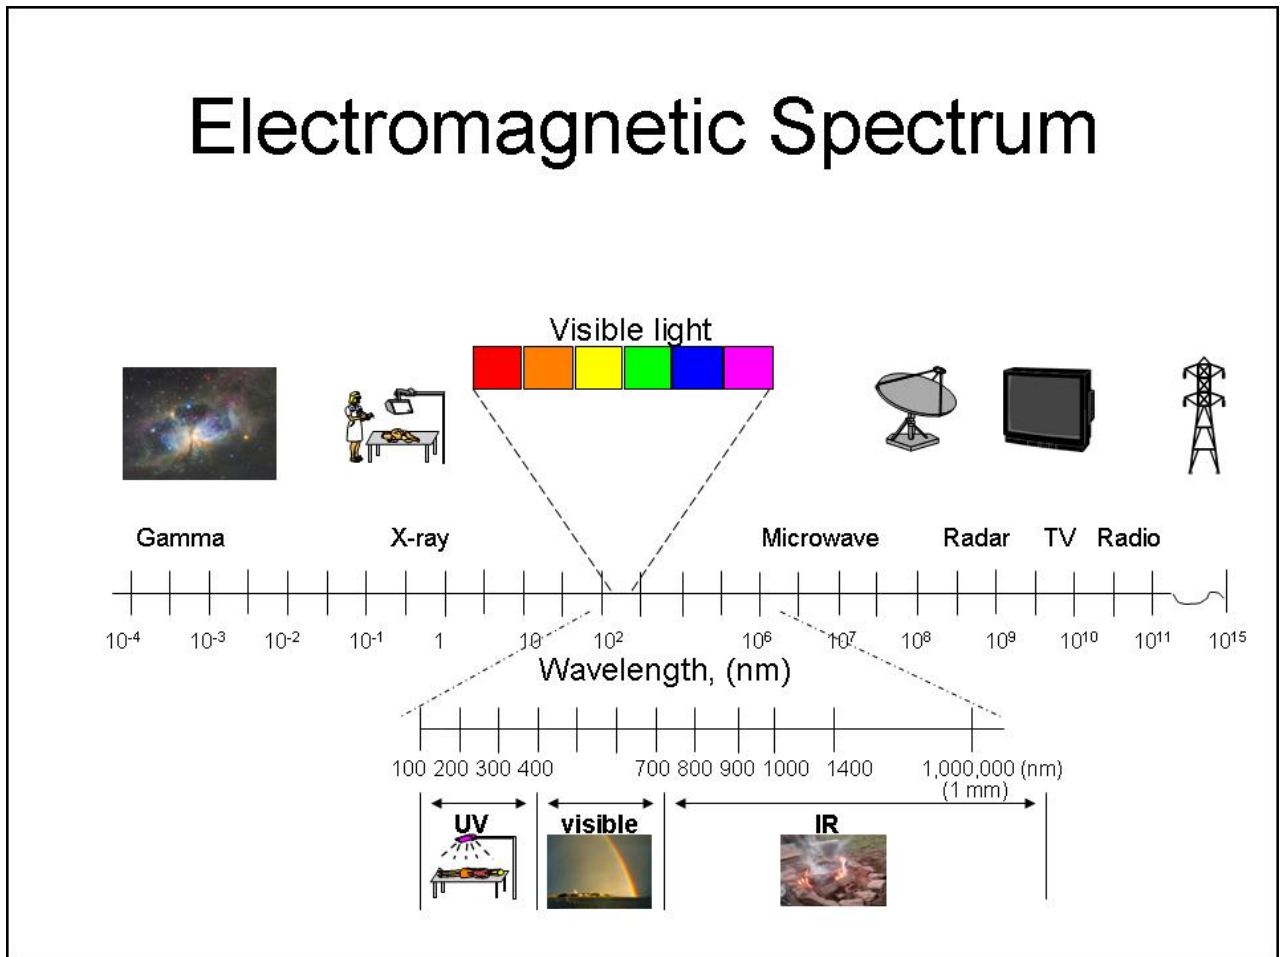 Electromagnetic Spectrum
Visible light
Gamma X-ray Microwave Radar TV Radio
10⁻⁴ 10⁻³ 10⁻² 10⁻¹ 1 10 10² 10⁶ 10⁷ 10⁸ 10⁹ 10¹⁰ 10¹¹ 10¹⁵
Wavelength, (nm)
100 200 300 400 700 800 900 1000 1400 1,000,000 (nm)
(1 mm)
UV visible IR